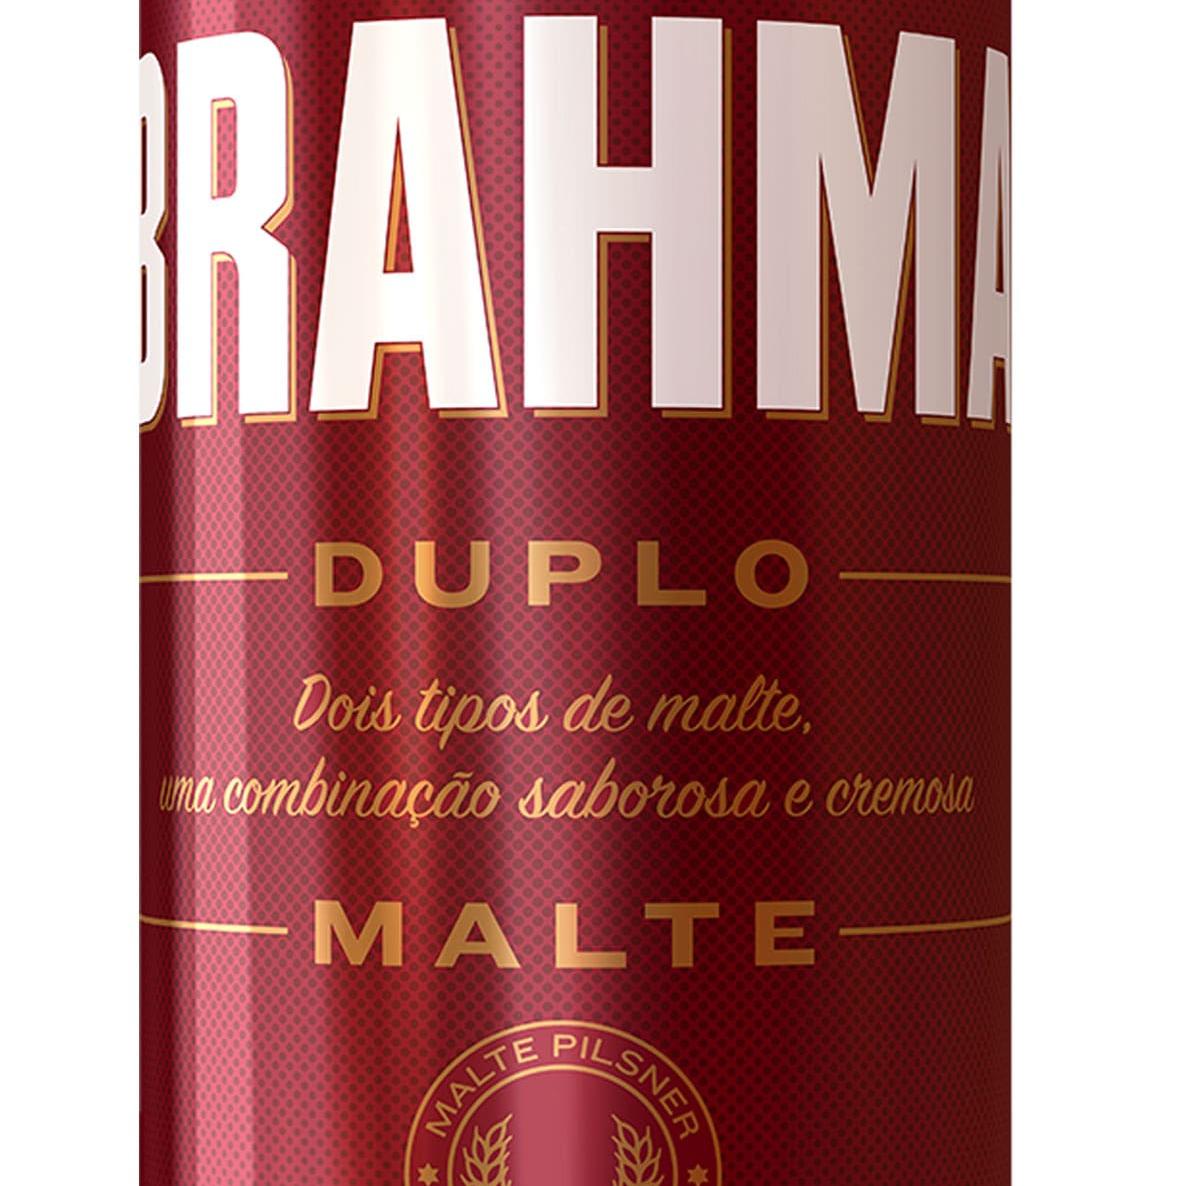 BRAHMA
DUPLO
Dois tipos de malte,
uma combinação saborosa e cremosa
MALTE
MALTE PILSNER